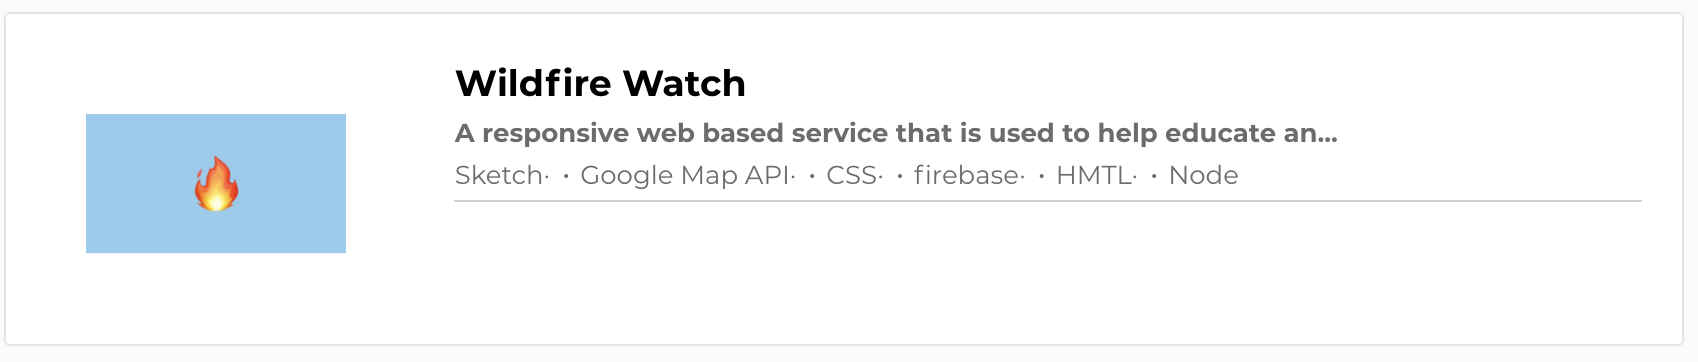 Wildfire Watch
A responsive web based service that is used to help educate an...
Sketch· • Google Map API· • CSS· • firebase· • HMTL· • Node